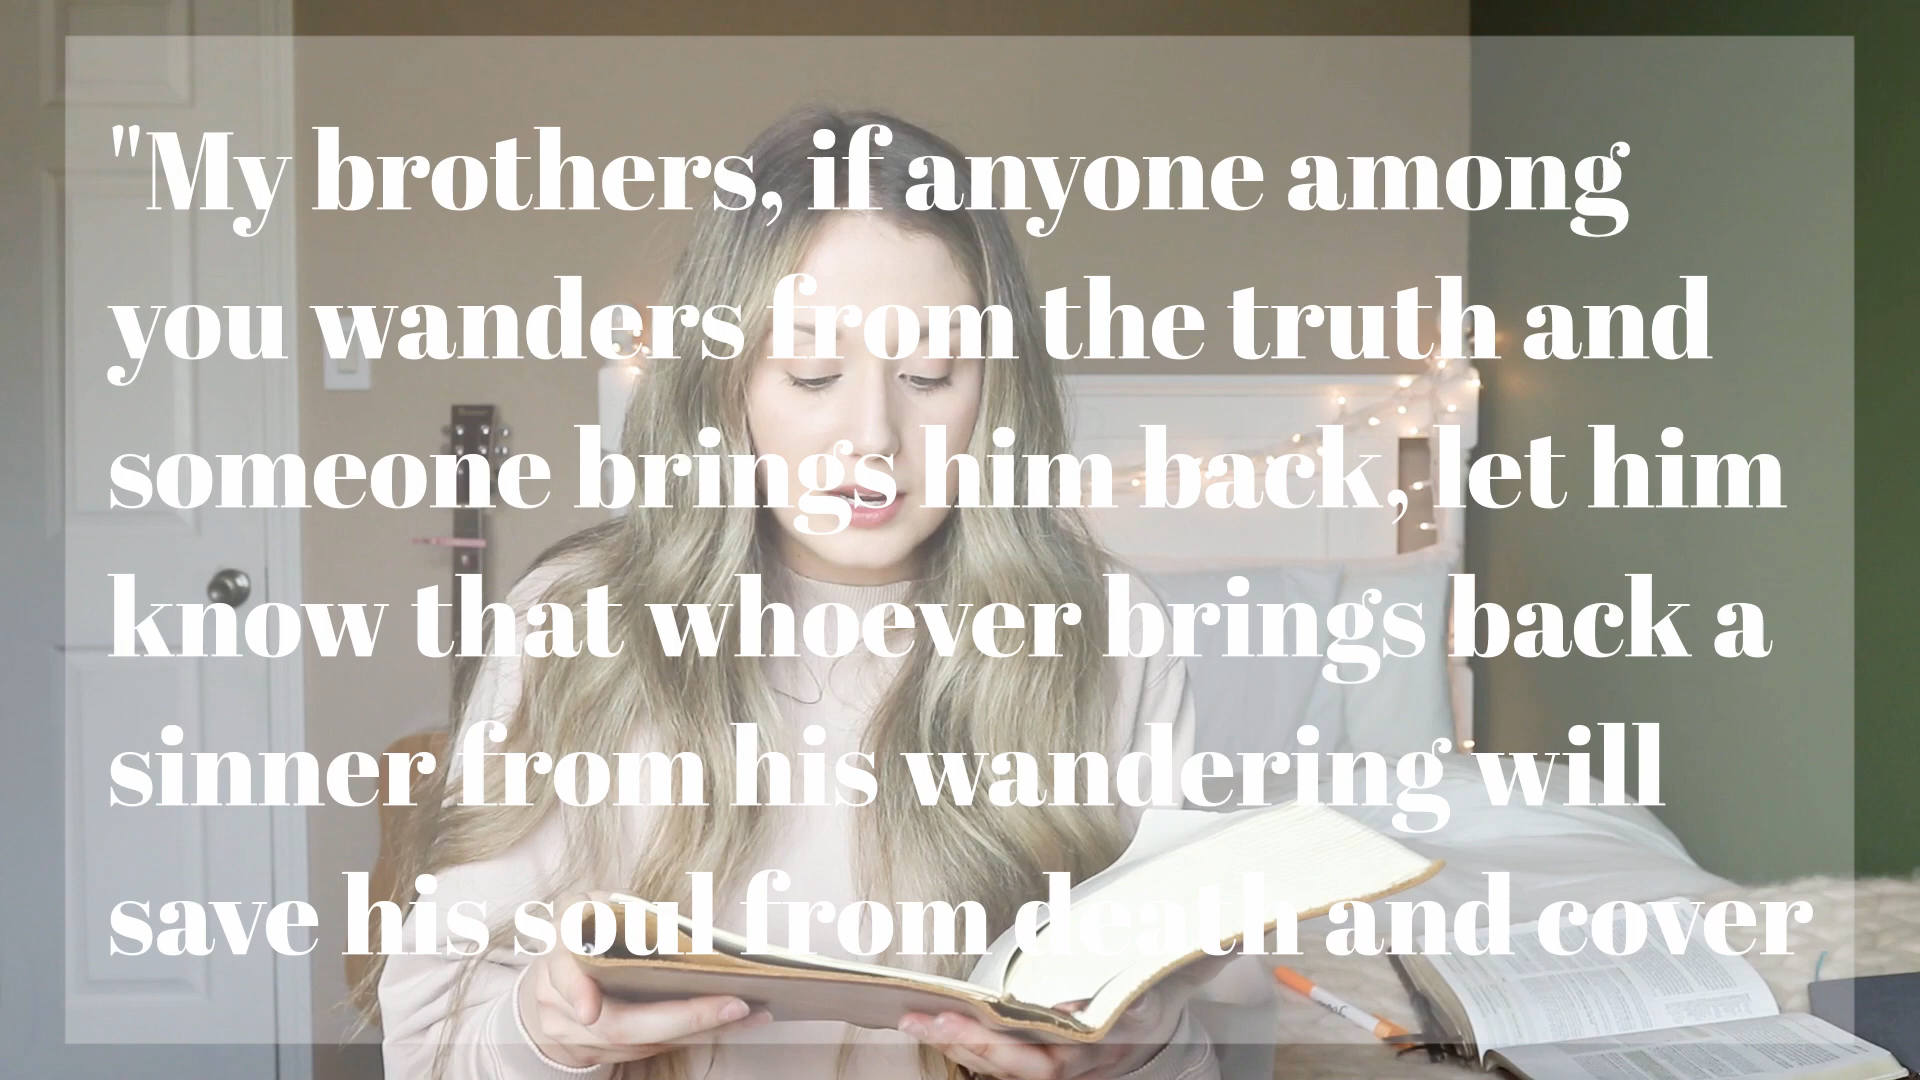 "My brothers, if anyone among
you wanders from the truth and
someone brings him back, let him
know that whoever brings back a
sinner from his wandering will
save his soul from death and cover